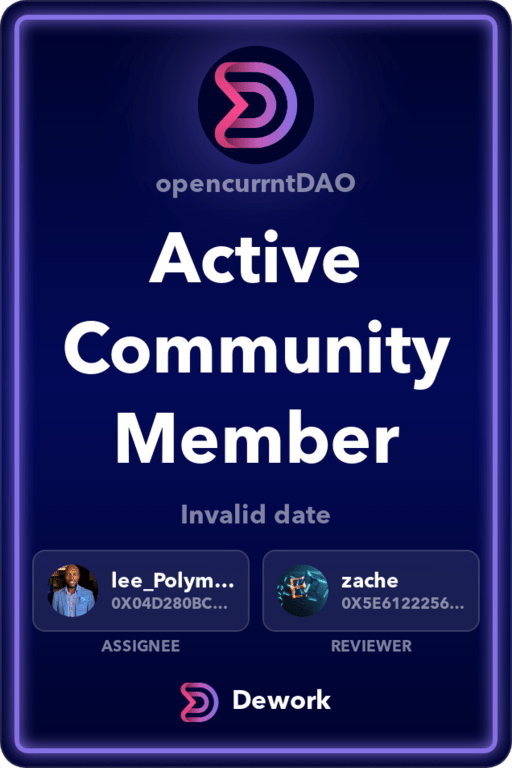 opencurrntDAO
Active
Community
Member
Invalid date
lee_Polym...
0X04D280BC...
zache
0X5E6122256...
ASSIGNEE
REVIEWER
Dework